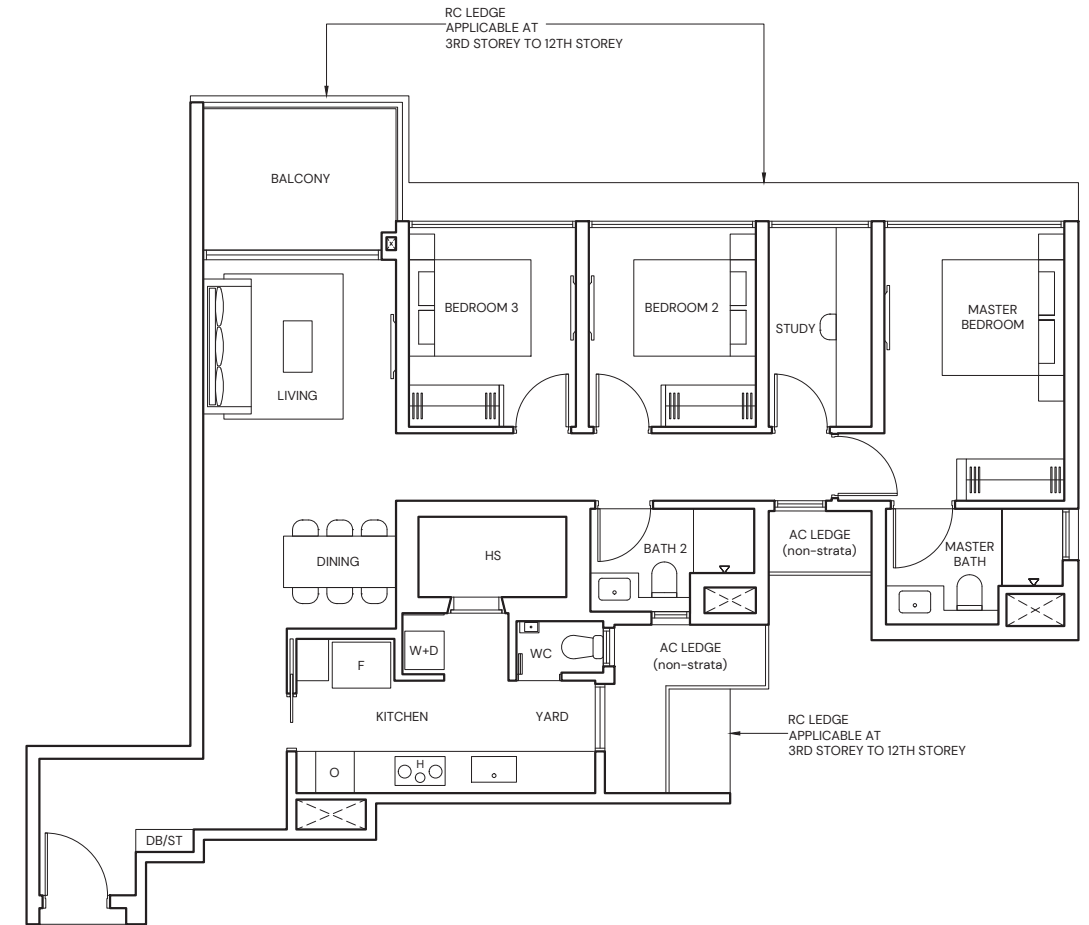 RC LEDGE
APPLICABLE AT
3RD STOREY TO 12TH STOREY
BALCONY
BEDROOM 3
BEDROOM 2
STUDY
MASTER
BEDROOM
LIVING
DINING
HS
BATH 2
AC LEDGE
(non-strata)
MASTER
BATH
W+D
WC
AC LEDGE
(non-strata)
F
KITCHEN
YARD
RC LEDGE
APPLICABLE AT
3RD STOREY TO 12TH STOREY
O
H
DB/ST